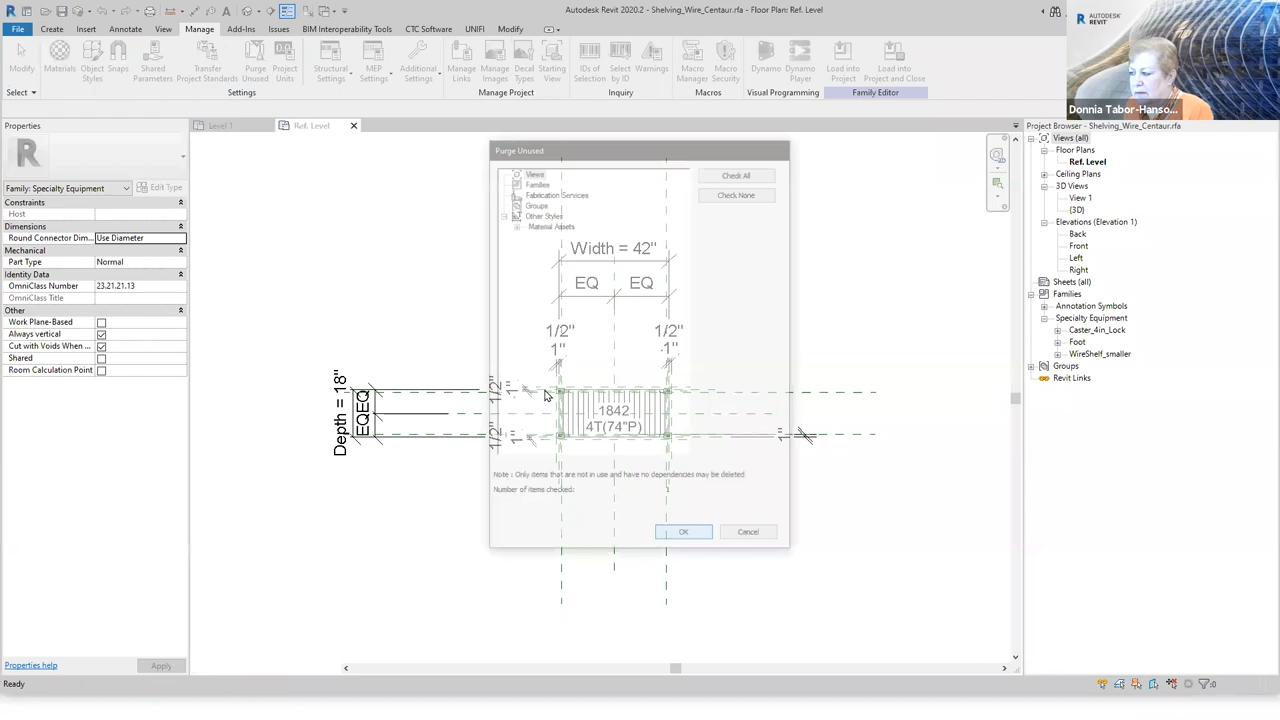 Autodesk Revit 2020.2 - Shelving_Wire_Centaur.rfa - Floor Plan: Ref. Level
AUTODESK
REVIT
Donnia Tabor-Hanso...
File Create Insert Annotate View Manage Add-Ins Issues BIM Interoperability Tools CTC Software UNIFI Modify
Modify
Materials
Object Styles
Snaps
Shared Parameters
Transfer Project Standards
Purge Unused
Project Units
Structural Settings
MEP Settings
Additional Settings
Manage Links
Manage Images
Decal Types
Starting View
IDs of Selection
Select by ID
Warnings
Macro Manager
Macro Security
Dynamo
Dynamo Player
Load into Project
Load into Project and Close
Select
Settings
Manage Project
Inquiry
Macros
Visual Programming
Family Editor
Properties
Level 1
Ref. Level
Project Browser - Shelving_Wire_Centaur.rfa
Family: Specialty Equipment
Edit Type
Constraints
Host
Dimensions
Round Connector Dim... Use Diameter
Mechanical
Part Type Normal
Identity Data
OmniClass Number 23.21.21.13
OmniClass Title
Other
Work Plane-Based
Always vertical
Cut with Voids When ...
Shared
Room Calculation Point
Properties help
Apply
Ready
Purge Unused
Views
Families
Fabrication Services
Groups
Other Styles
Material Assets
Check All
Check None
Note : Only items that are not in use and have no dependencies may be deleted
Number of items checked: 1
OK
Cancel
Width = 42"
EQ EQ
1/2" 1/2"
1" 1"
Depth = 18"
EQEQ
1/2"
1"
1/2"
1"
1842
4T(74"P)
1"
Views (all)
Floor Plans
Ref. Level
Ceiling Plans
3D Views
View 1
{3D}
Elevations (Elevation 1)
Back
Front
Left
Right
Sheets (all)
Families
Annotation Symbols
Specialty Equipment
Caster_4in_Lock
Foot
WireShelf_smaller
Groups
Revit Links
:0